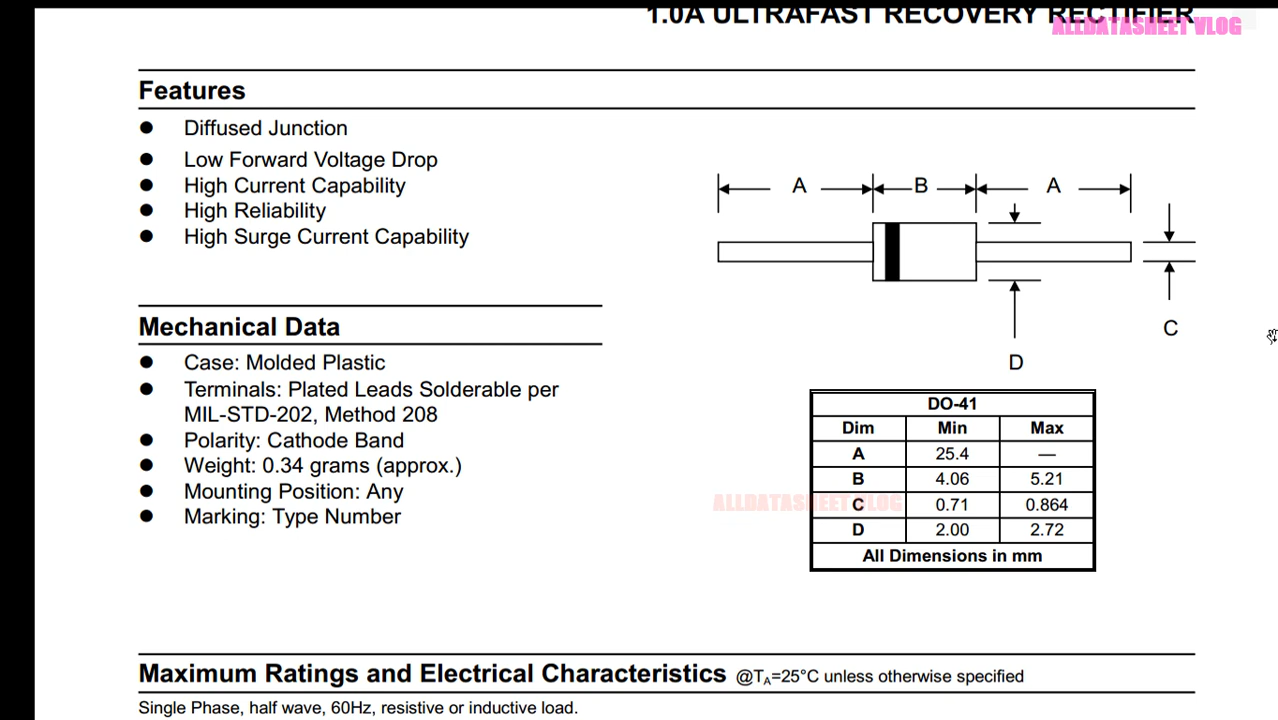 1.0A ULTRAFAST RECOVERY RECTIFIER
ALLDATASHEET VLOG
Features
● Diffused Junction
● Low Forward Voltage Drop
● High Current Capability
● High Reliability
● High Surge Current Capability
A B A
C
D
Mechanical Data
● Case: Molded Plastic
● Terminals: Plated Leads Solderable per
MIL-STD-202, Method 208
● Polarity: Cathode Band
● Weight: 0.34 grams (approx.)
● Mounting Position: Any
● Marking: Type Number
DO-41
Dim Min Max
A 25.4 —
B 4.06 5.21
C 0.71 0.864
D 2.00 2.72
All Dimensions in mm
ALLDATASHEET VLOG
Maximum Ratings and Electrical Characteristics @TA=25°C unless otherwise specified
Single Phase, half wave, 60Hz, resistive or inductive load.